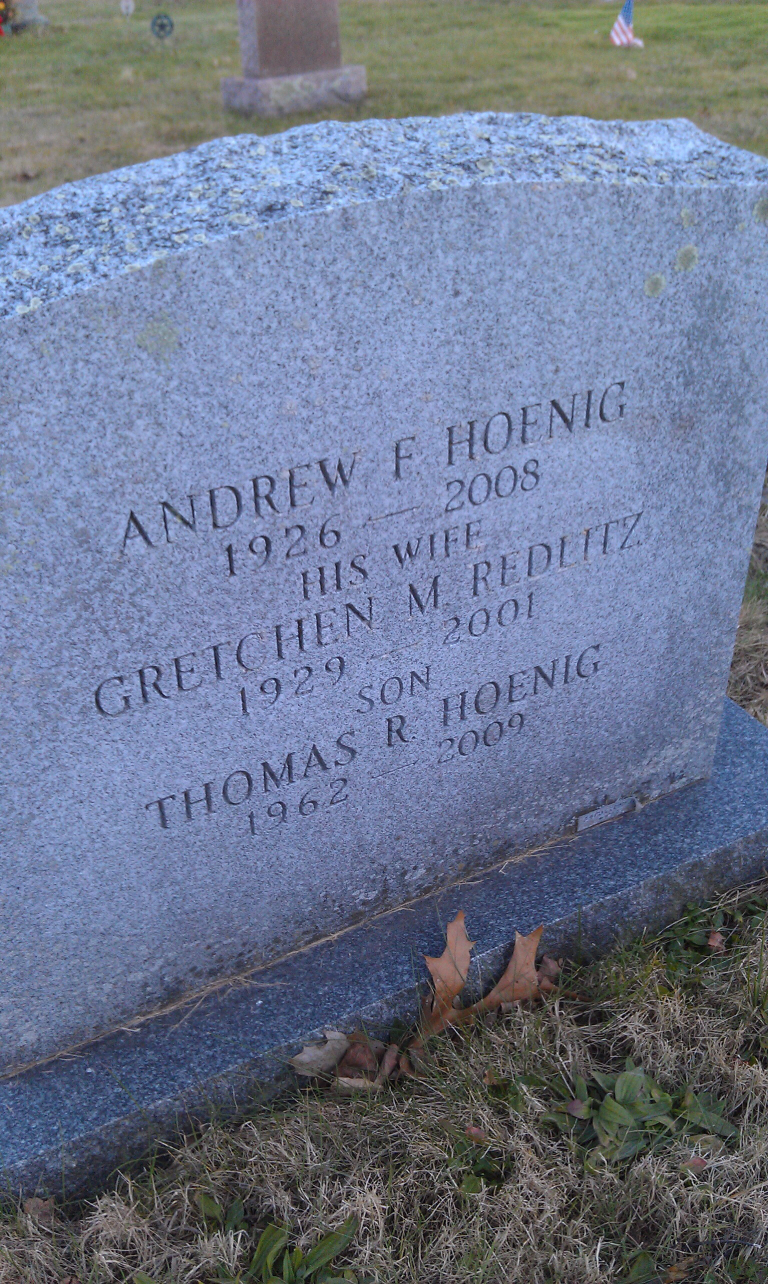 ANDREW F. HOENIG
1926 — 2008
HIS WIFE
GRETCHEN M. REDLITZ
1929 — 2001
SON
THOMAS R. HOENIG
1962 — 2009